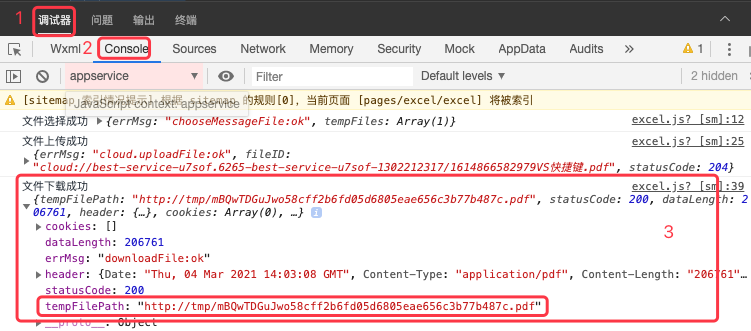 1 调试器 问题 输出 终端
Wxml 2 Console Sources Network Memory Security Mock AppData Audits » 1
appservice Filter Default levels 2 hidden
JavaScript context: appservice
[sitemap 索引情况提示] 根据 sitemap 的规则[0]，当前页面 [pages/excel/excel] 将被索引
文件选择成功 {errMsg: "chooseMessageFile:ok", tempFiles: Array(1)} excel.js? [sm]:12
文件上传成功 excel.js? [sm]:25
{errMsg: "cloud.uploadFile:ok", fileID:
"cloud://best-service-u7sof.6265-best-service-u7sof-1302212317/1614866582979VS快捷键.pdf", statusCode: 204}
文件下载成功 excel.js? [sm]:39
{tempFilePath: "http://tmp/mBQwTDGuJwo58cff2b6fd05d6805eae656c3b77b487c.pdf", statusCode: 200, dataLength:
206761, header: {…}, cookies: Array(0), …}
cookies: [] 3
dataLength: 206761
errMsg: "downloadFile:ok"
header: {Date: "Thu, 04 Mar 2021 14:03:08 GMT", Content-Type: "application/pdf", Content-Length: "206761"…
statusCode: 200
tempFilePath: "http://tmp/mBQwTDGuJwo58cff2b6fd05d6805eae656c3b77b487c.pdf"
__proto__: Object